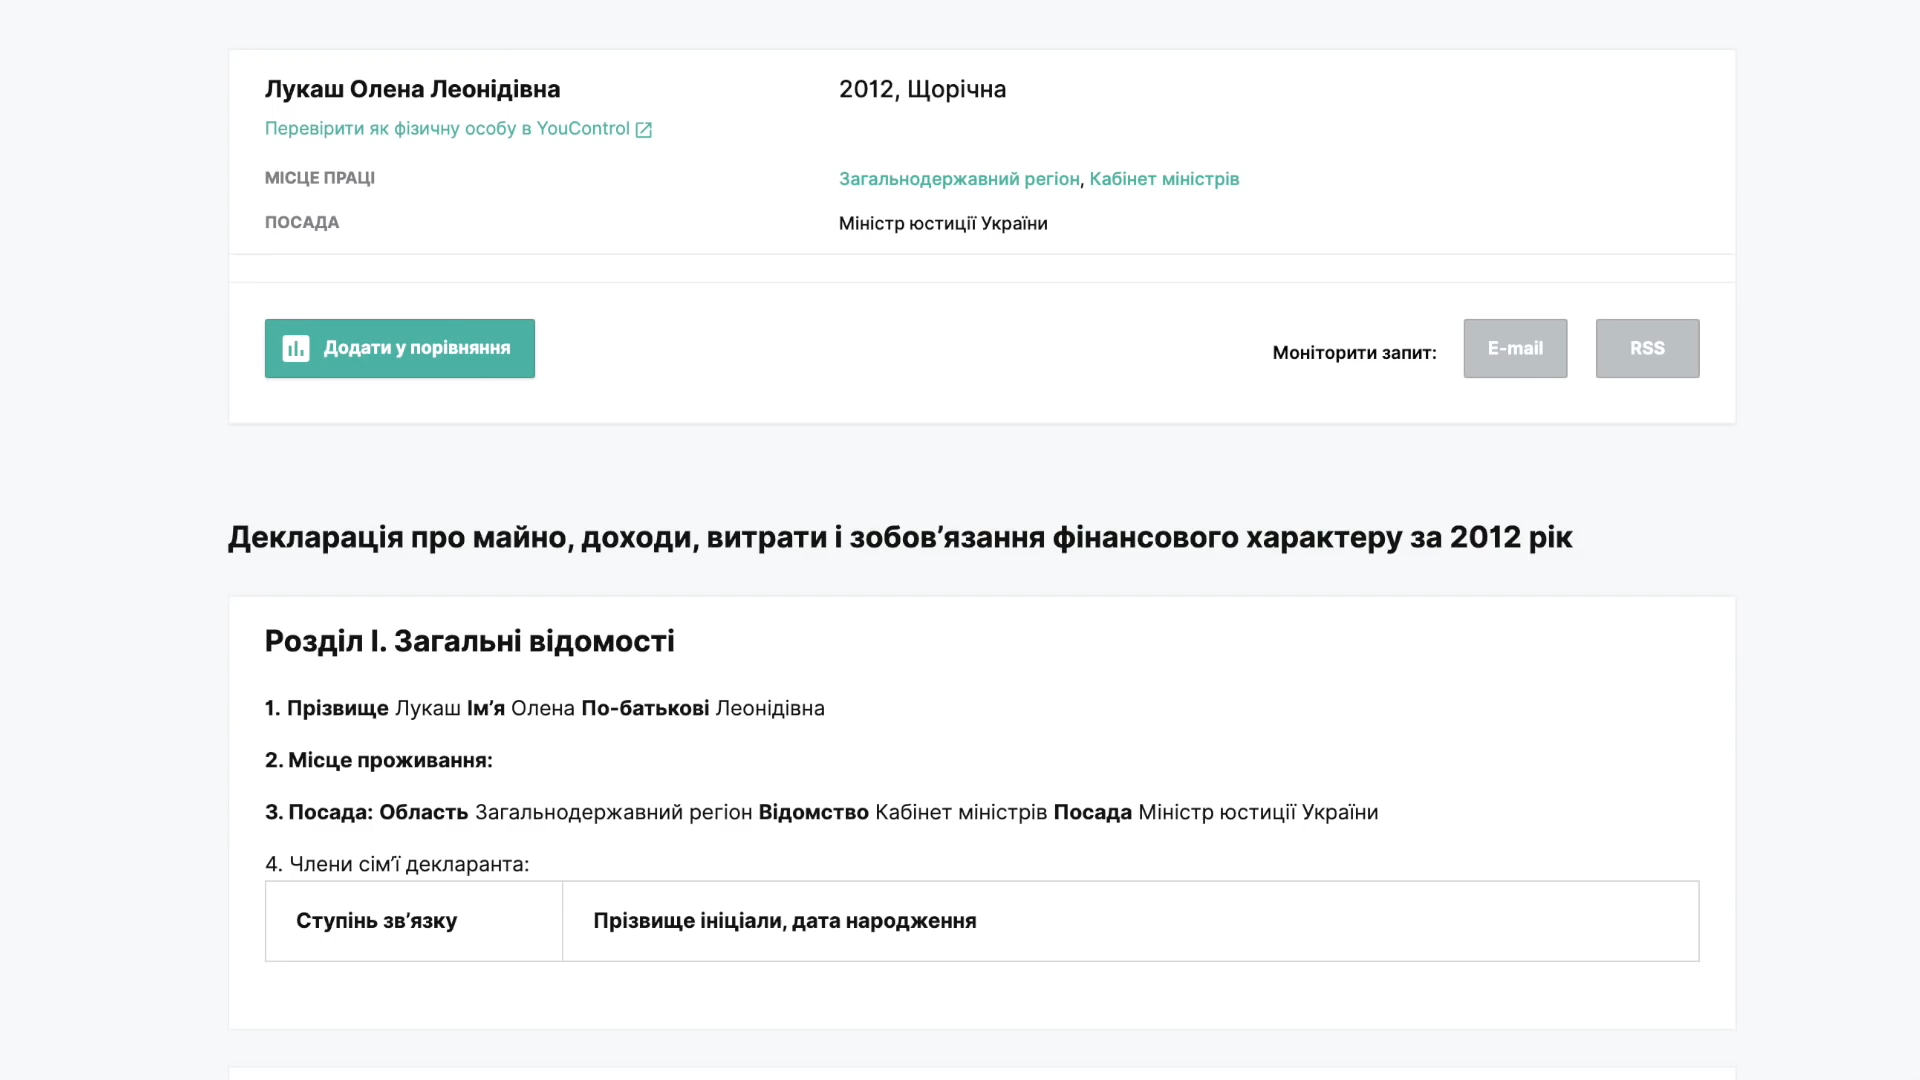 Лукаш Олена Леонідівна
2012, Щорічна
Перевірити як фізичну особу в YouControl
МІСЦЕ ПРАЦІ
Загальнодержавний регіон, Кабінет міністрів
ПОСАДА
Міністр юстиції України
Додати у порівняння
Моніторити запит:
E-mail
RSS
Декларація про майно, доходи, витрати і зобов’язання фінансового характеру за 2012 рік
Розділ I. Загальні відомості
1. Прізвище Лукаш Ім’я Олена По-батькові Леонідівна
2. Місце проживання:
3. Посада: Область Загальнодержавний регіон Відомство Кабінет міністрів Посада Міністр юстиції України
4. Члени сім’ї декларанта:
Ступінь зв’язку
Прізвище ініціали, дата народження